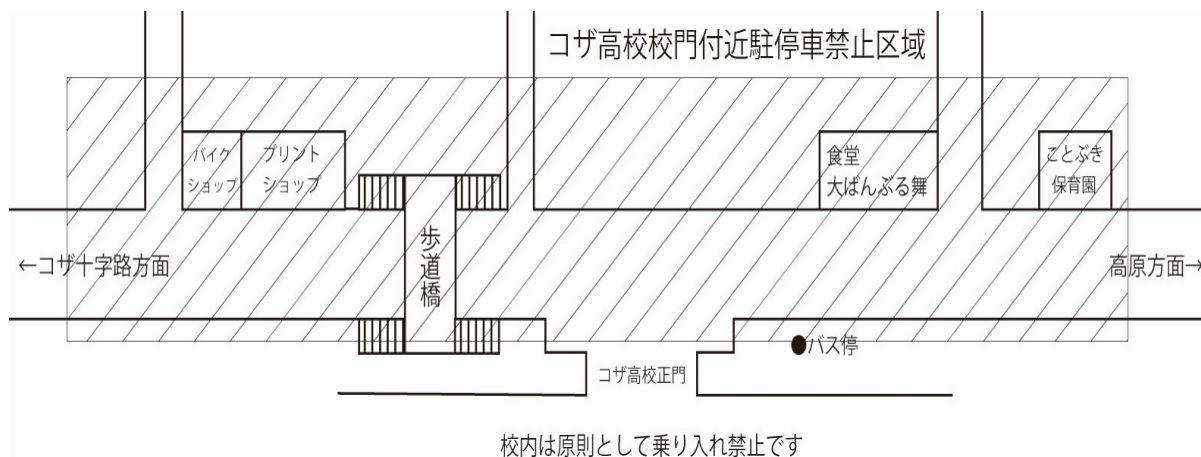 コザ高校校門付近駐停車禁止区域
バイク
ショップ
プリント
ショップ
食堂
大ばんぶる舞
ことぶき
保育園
歩道橋
←コザ十字路方面
高原方面→
バス停
コザ高校正門
校内は原則として乗り入れ禁止です